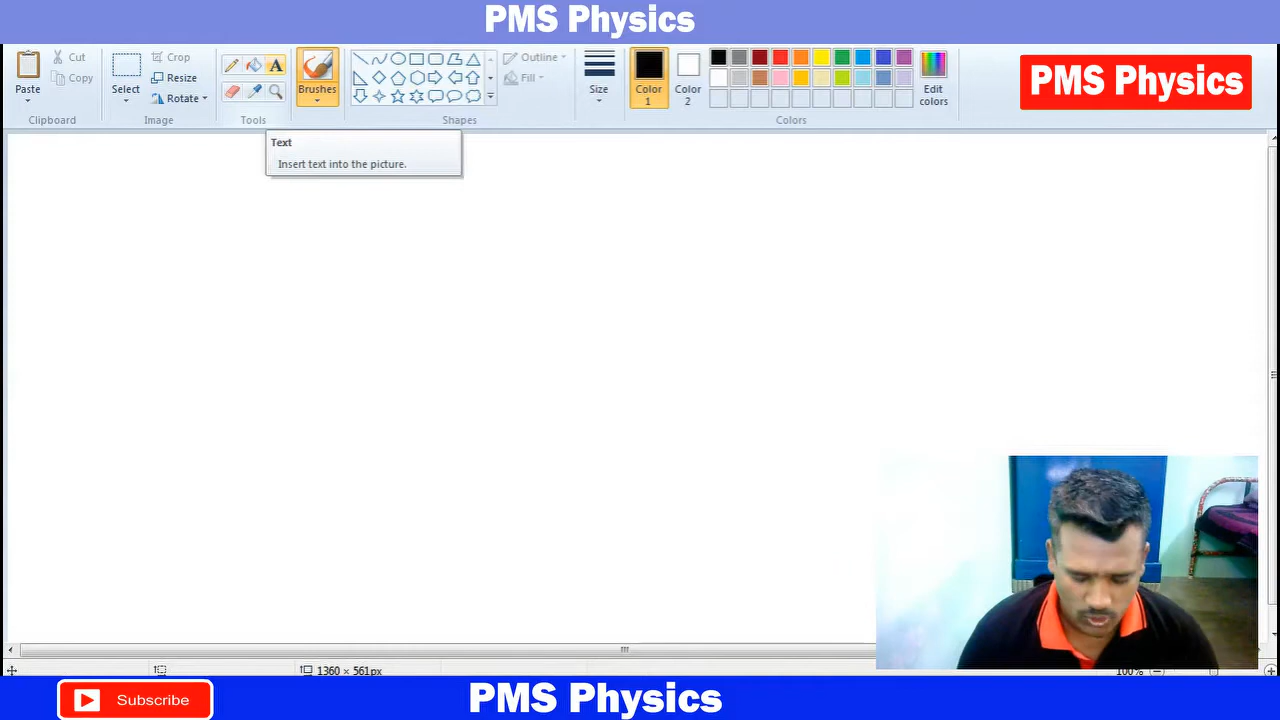 PMS Physics
Paste
Cut
Copy
Clipboard
Select
Crop
Resize
Rotate
Image
Tools
Brushes
Shapes
Outline
Fill
Size
Color 1
Color 2
Edit colors
Colors
PMS Physics
Text
Insert text into the picture.
1360 × 561px
100%
Subscribe
PMS Physics